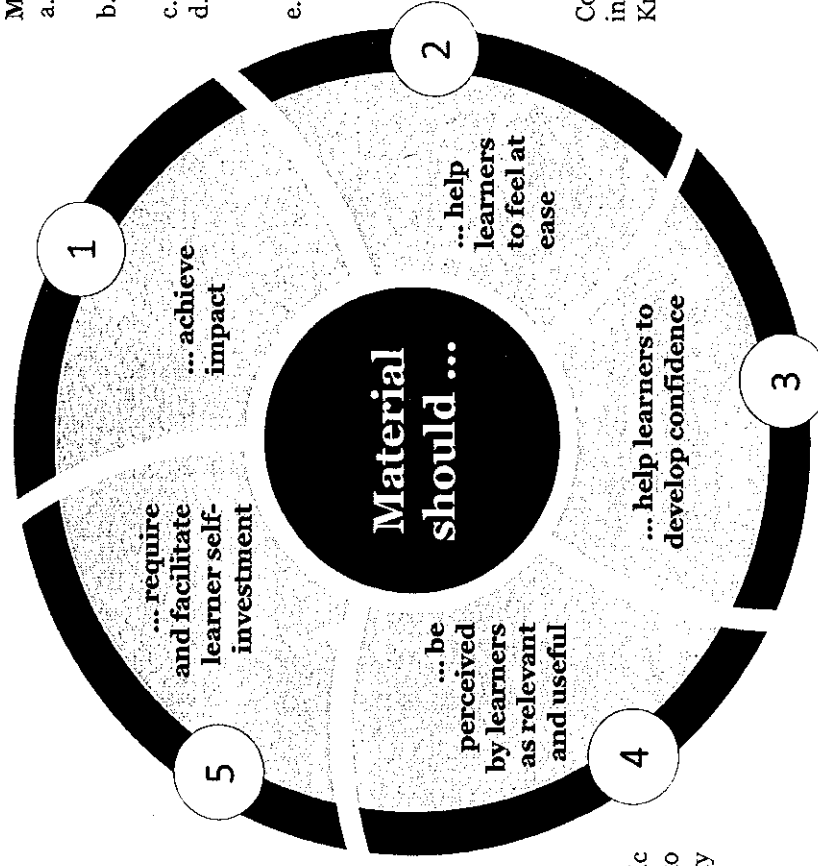 Material
should ...
1
... achieve
impact
2
... help
learners
to feel at
ease
3
... help learners to
develop confidence
4
... be
perceived
by learners
as relevant
and useful
5
... require
and facilitate
learner self-
investment
a.
b.
c.
d.
e.